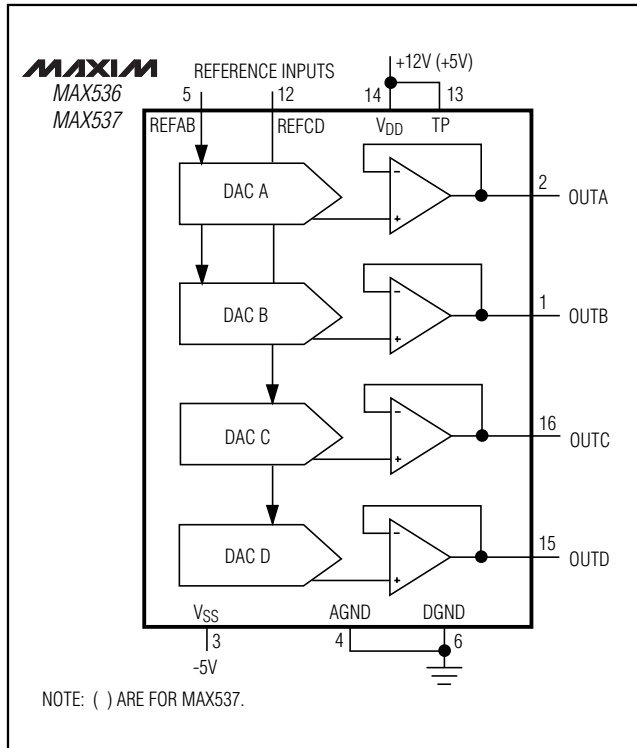 MAXIM
MAX536
MAX537
REFERENCE INPUTS
+12V (+5V)
5
12
14
13
REFAB
REFCD
VDD
TP
DAC A
-
+
2
OUTA
DAC B
-
+
1
OUTB
DAC C
-
+
16
OUTC
DAC D
-
+
15
OUTD
VSS
AGND
DGND
3
4
6
-5V
NOTE: ( ) ARE FOR MAX537.